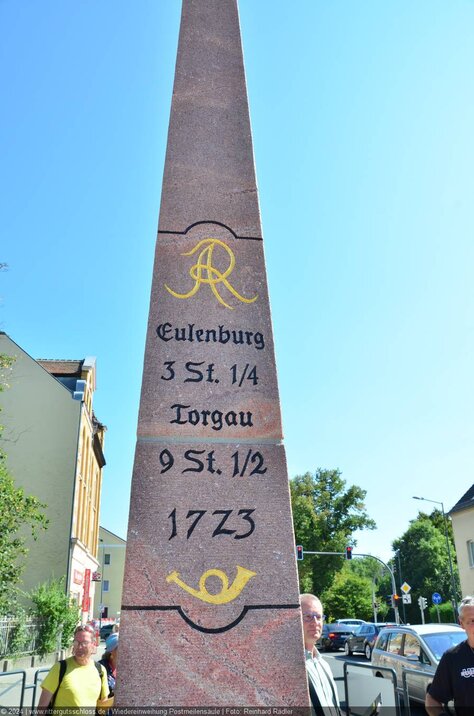 AR
Eulenburg
3 St. 1/4
Torgau
9 St. 1/2
1723
© 2024 | www.rittergutsschloss.de | Wiedereinweihung Postmeilensäule | Foto: Reinhard Rädler